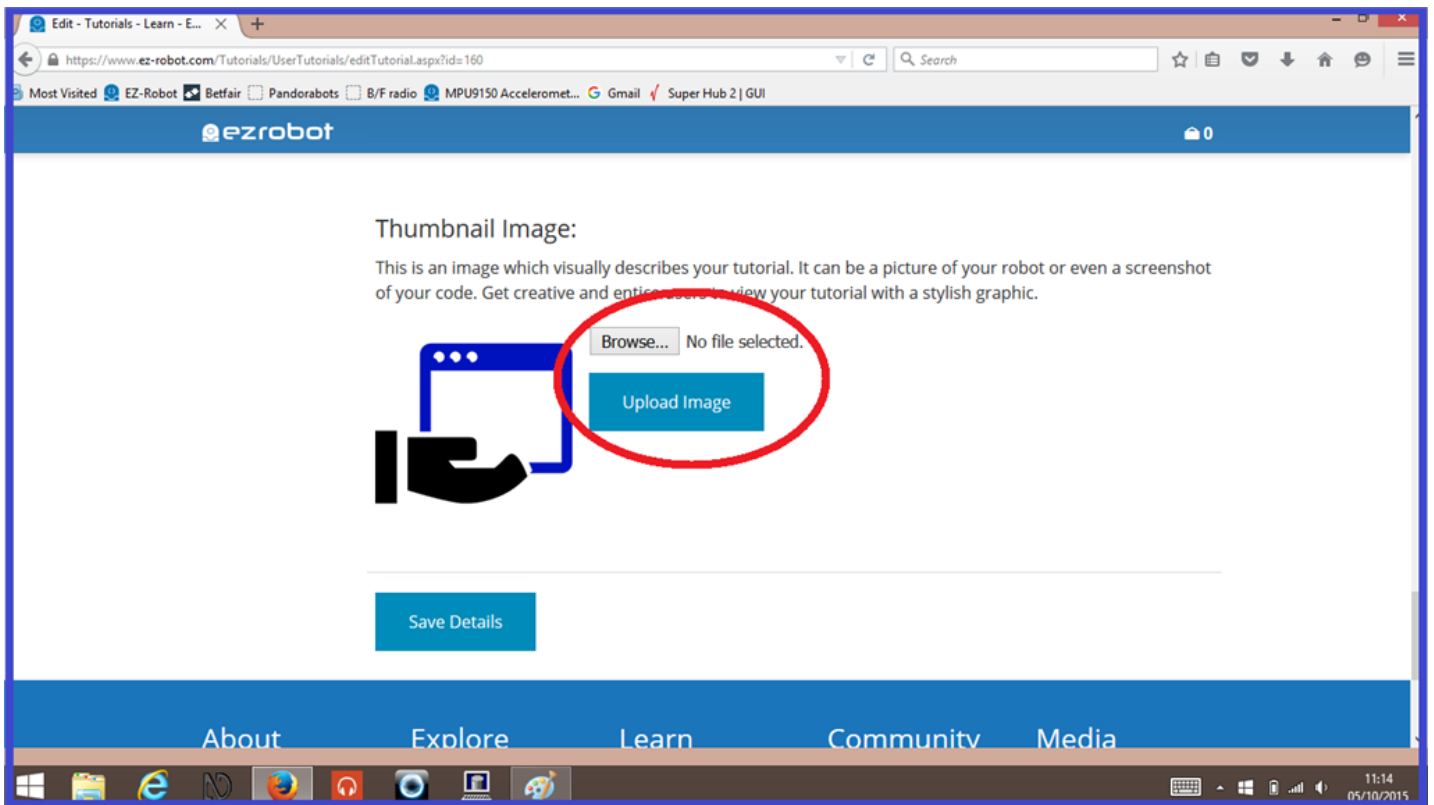 Edit - Tutorials - Learn - E...
https://www.ez-robot.com/Tutorials/UserTutorials/editTutorial.aspx?id=160
Search
Most Visited EZ-Robot Betfair Pandorabots B/F radio MPU9150 Acceleromet... Gmail Super Hub 2 | GUI
ezrobot 0
Thumbnail Image:
This is an image which visually describes your tutorial. It can be a picture of your robot or even a screenshot
of your code. Get creative and entice users to view your tutorial with a stylish graphic.
Browse... No file selected.
Upload Image
Save Details
About Explore Learn Community Media
11:14
05/10/2015